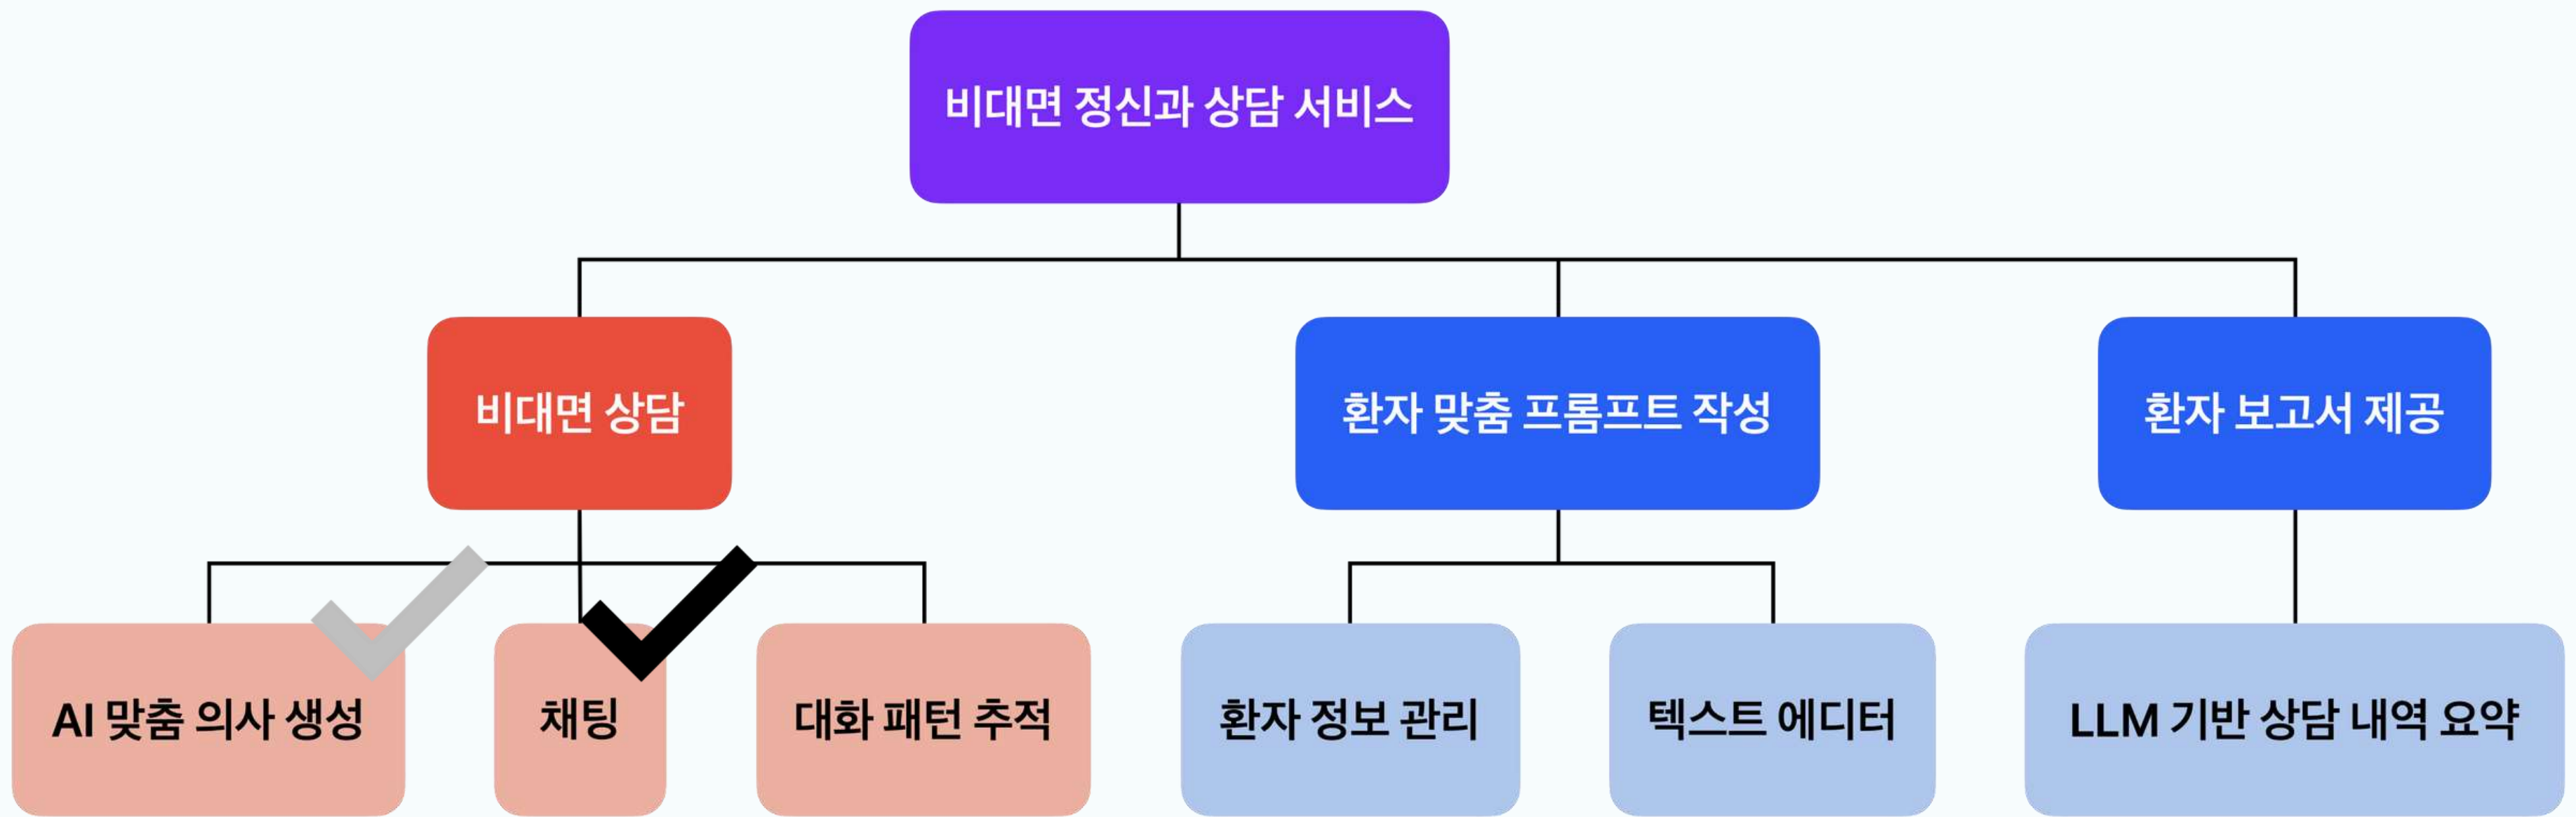 비대면 정신과 상담 서비스
비대면 상담
환자 맞춤 프롬프트 작성
환자 보고서 제공
AI 맞춤 의사 생성
채팅
대화 패턴 추적
환자 정보 관리
텍스트 에디터
LLM 기반 상담 내역 요약